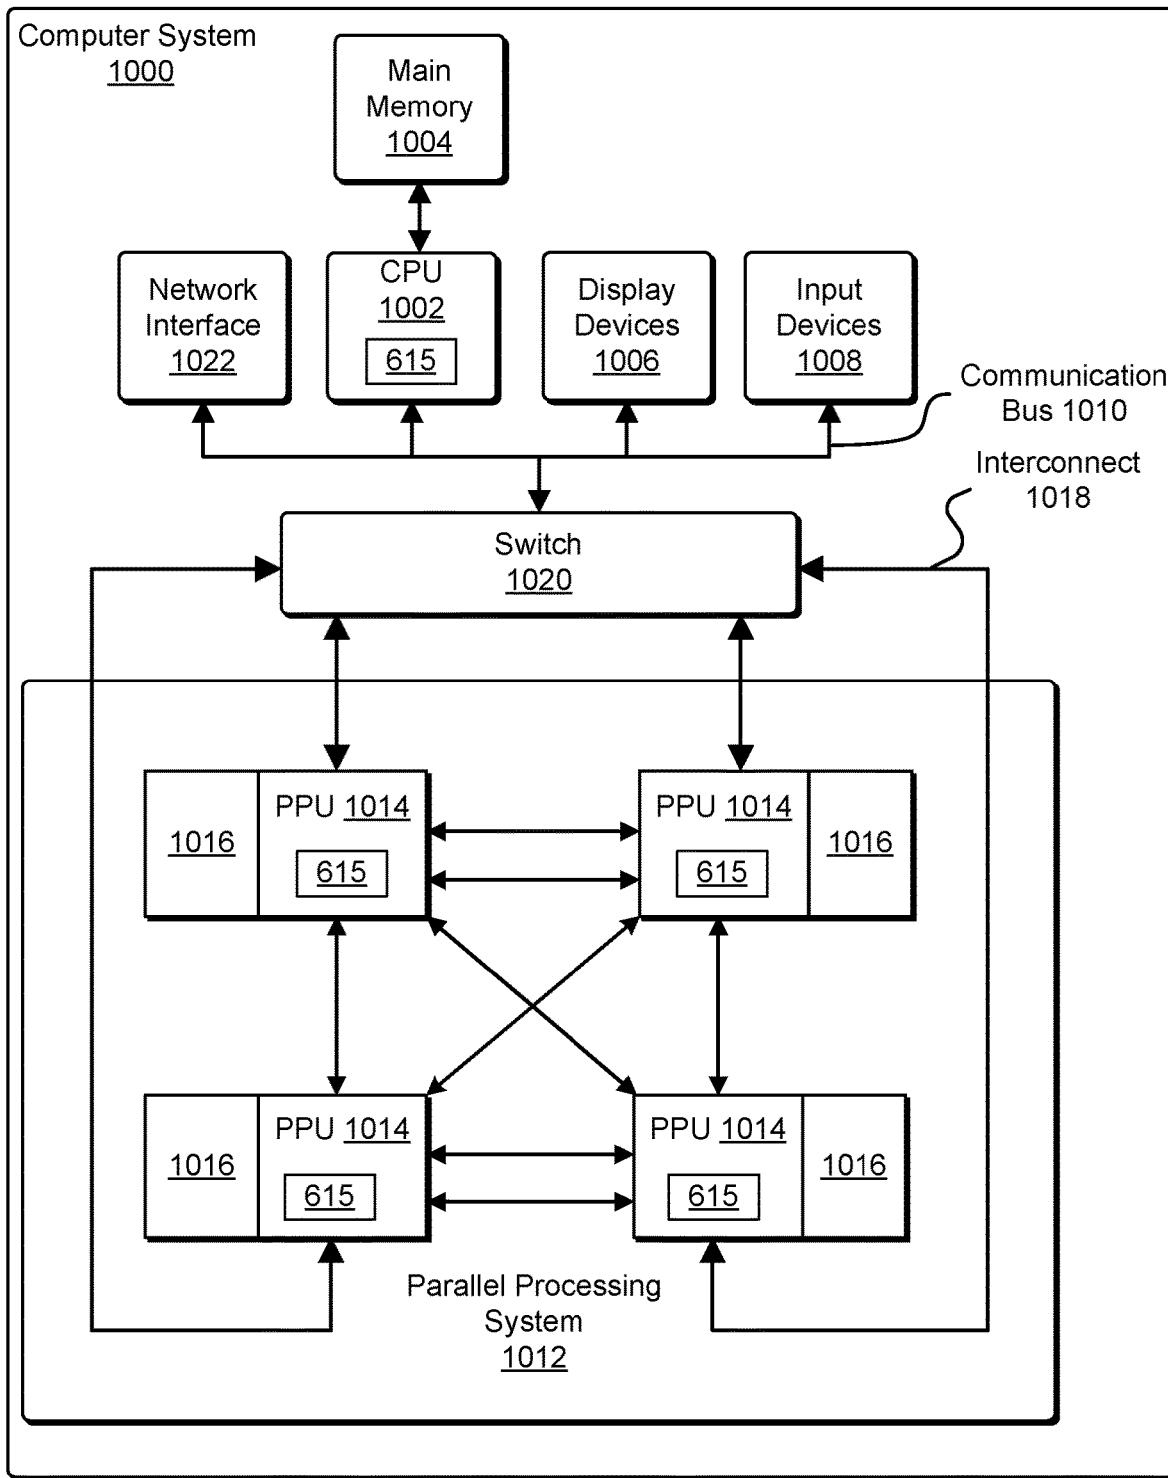 Computer System
1000
Main
Memory
1004
Network
Interface
1022
CPU
1002
615
Display
Devices
1006
Input
Devices
1008
Communication
Bus 1010
Interconnect
1018
Switch
1020
1016
PPU 1014
615
PPU 1014
615
1016
1016
PPU 1014
615
PPU 1014
615
1016
Parallel Processing
System
1012